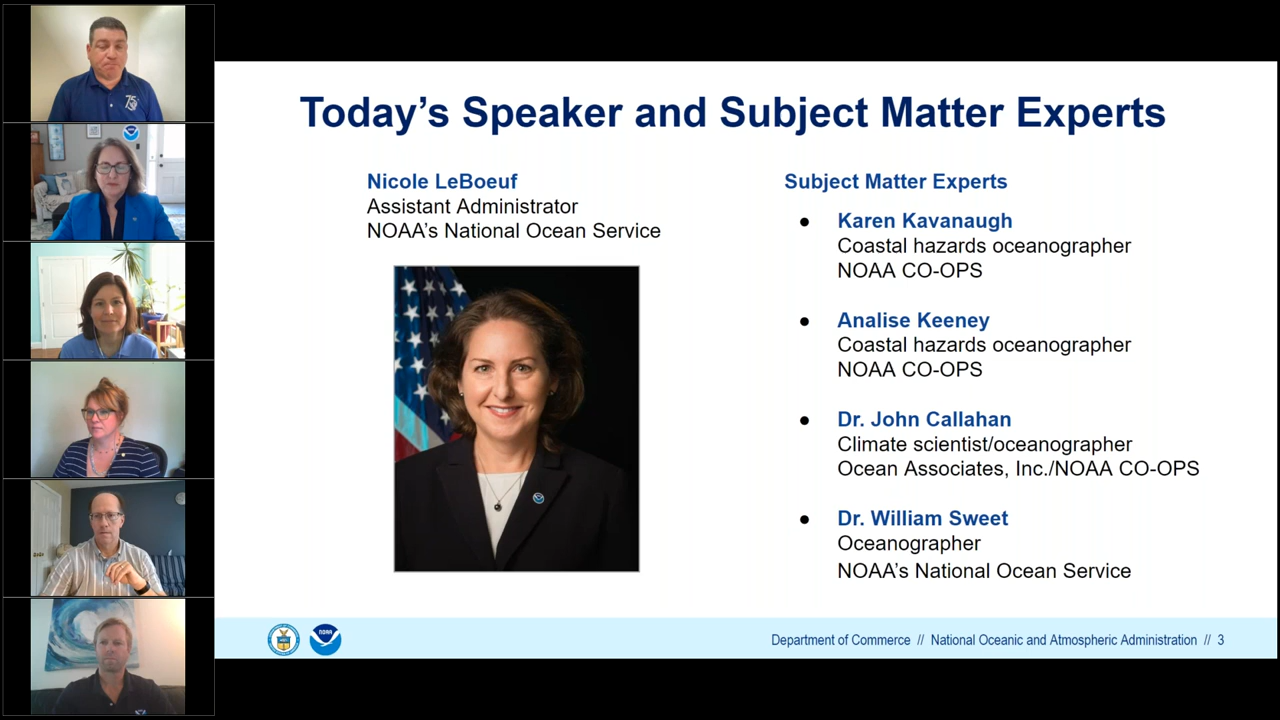 Today's Speaker and Subject Matter Experts
Nicole LeBoeuf
Assistant Administrator
NOAA's National Ocean Service
Subject Matter Experts
● Karen Kavanaugh
Coastal hazards oceanographer
NOAA CO-OPS
● Analise Keeney
Coastal hazards oceanographer
NOAA CO-OPS
● Dr. John Callahan
Climate scientist/oceanographer
Ocean Associates, Inc./NOAA CO-OPS
● Dr. William Sweet
Oceanographer
NOAA’s National Ocean Service
NOAA
Department of Commerce // National Oceanic and Atmospheric Administration // 3
75